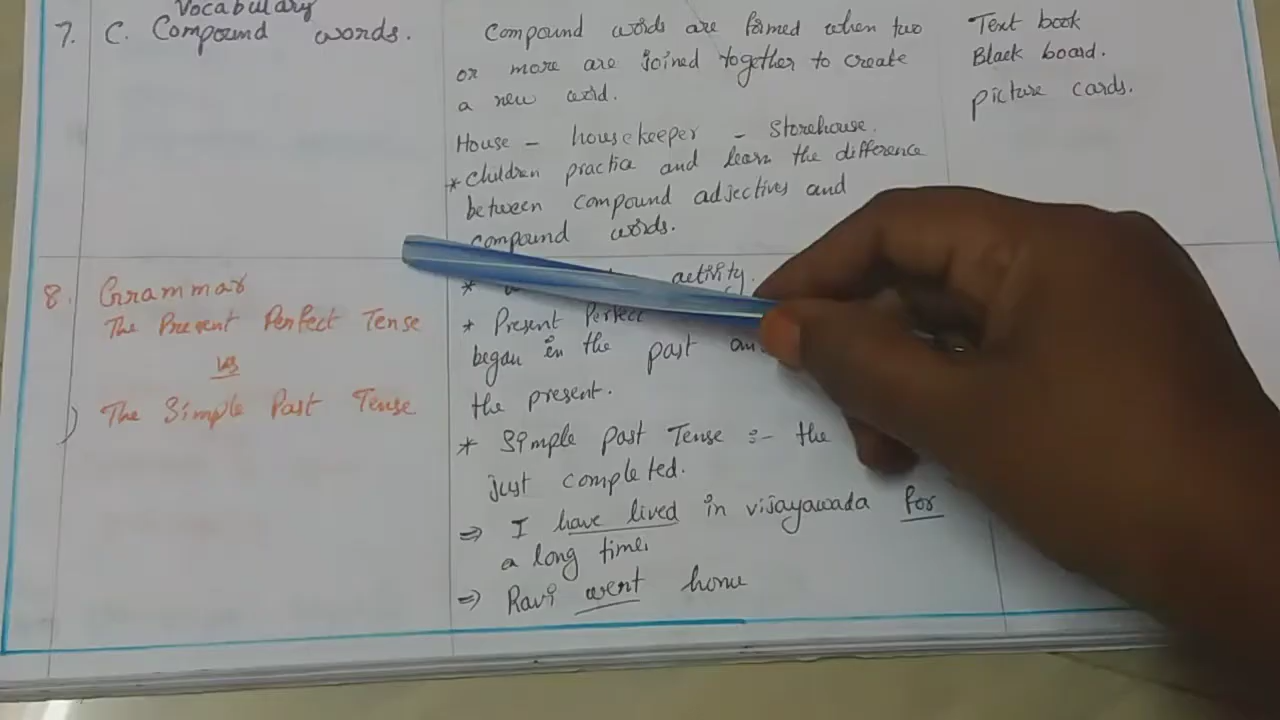 Vocabulary
7. C. Compound words.
Compound words are formed when two
or more are joined together to create
a new word.
House - housekeeper - Storehouse.
* Children practice and learn the difference
between compound adjectives and
compound words.
Text book
Black board.
picture cards.
8. Grammar
The Present Perfect Tense
vs
The Simple Past Tense
* activity.
* Present Perfect
began in the past
the present.
* Simple Past Tense :- the
just completed.
⇒ I have lived in vijayawada for
a long time.
⇒ Ravi went home